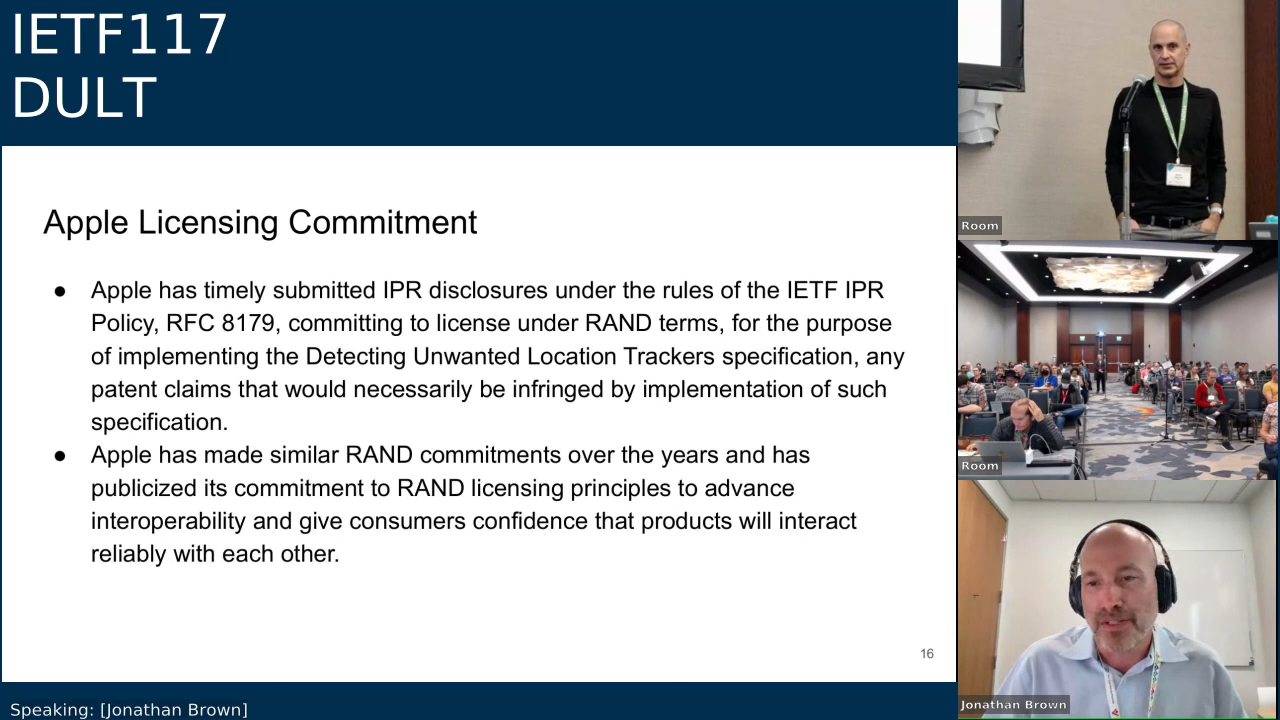 IETF117
DULT
Apple Licensing Commitment
● Apple has timely submitted IPR disclosures under the rules of the IETF IPR
Policy, RFC 8179, committing to license under RAND terms, for the purpose
of implementing the Detecting Unwanted Location Trackers specification, any
patent claims that would necessarily be infringed by implementation of such
specification.
● Apple has made similar RAND commitments over the years and has
publicized its commitment to RAND licensing principles to advance
interoperability and give consumers confidence that products will interact
reliably with each other.
16
Speaking: [Jonathan Brown]
Room
Room
Jonathan Brown